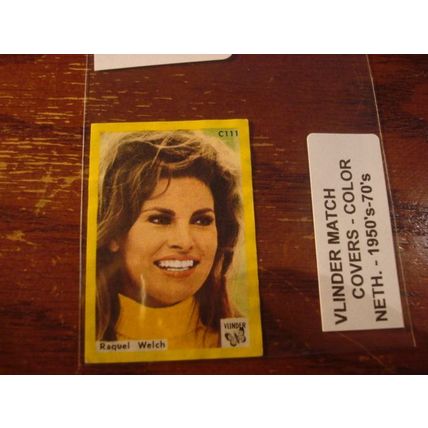 C111
VLINDER
Raquel Welch
VLINDER MATCH
COVERS - COLOR
NETH. - 1950's-70's